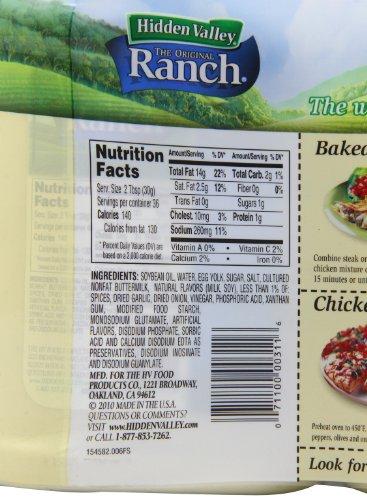 Hidden Valley®
THE ORIGINAL
Ranch®
The w
Nutrition
Facts
Serv. Size 2 Tbsp (30g)
Servings per container 36
Calories 140
Calories from fat 130
* Percent Daily Values (DV) are
based on a 2,000 calorie diet.
Amount/Serving % DV*
Total Fat 14g 22%
Sat. Fat 2.5g 12%
Trans Fat 0g
Cholest. 10mg 3%
Sodium 260mg 11%
Amount/Serving % DV*
Total Carb. 2g 1%
Fiber 0g 0%
Sugars 1g
Protein 1g
Vitamin A 0% • Vitamin C 2%
Calcium 2% • Iron 0%
INGREDIENTS: SOYBEAN OIL, WATER, EGG YOLK, SUGAR, SALT, CULTURED
NONFAT BUTTERMILK, NATURAL FLAVORS (MILK, SOY), LESS THAN 1% OF:
SPICES, DRIED GARLIC, DRIED ONION, VINEGAR, PHOSPHORIC ACID, XANTHAN
GUM, MODIFIED FOOD STARCH,
MONOSODIUM GLUTAMATE, ARTIFICIAL
FLAVORS, DISODIUM PHOSPHATE, SORBIC
ACID AND CALCIUM DISODIUM EDTA AS
PRESERVATIVES, DISODIUM INOSINATE
AND DISODIUM GUANYLATE.
MFD. FOR THE HV FOOD
PRODUCTS CO., 1221 BROADWAY,
OAKLAND, CA 94612
© 2010 MADE IN THE U.S.A.
QUESTIONS OR COMMENTS?
VISIT www.HIDDENVALLEY.com
or CALL 1-877-853-7262.
154582.006FS
0 71100 00311 6
Baked
Combine steak or
chicken mixture
15 minutes or un
Chicke
Preheat oven to 450°F.
peppers, olives and
Look for